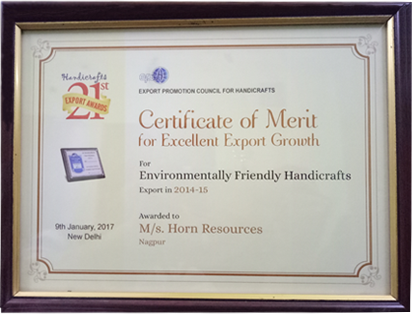 Handicrafts
21st
EXPORT AWARDS
EXPORT PROMOTION COUNCIL FOR HANDICRAFTS
Certificate of Merit
for Excellent Export Growth
For
Environmentally Friendly Handicrafts
Export in 2014-15
9th January, 2017
New Delhi
Awarded to
M/s. Horn Resources
Nagpur